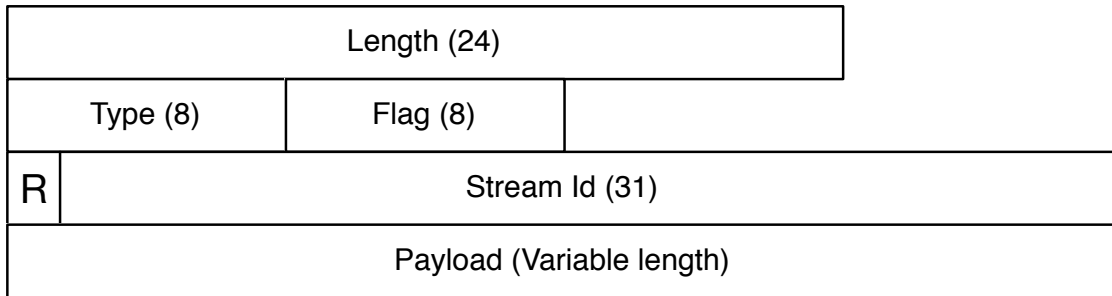 Length (24)
Type (8) Flag (8)
R Stream Id (31)
Payload (Variable length)